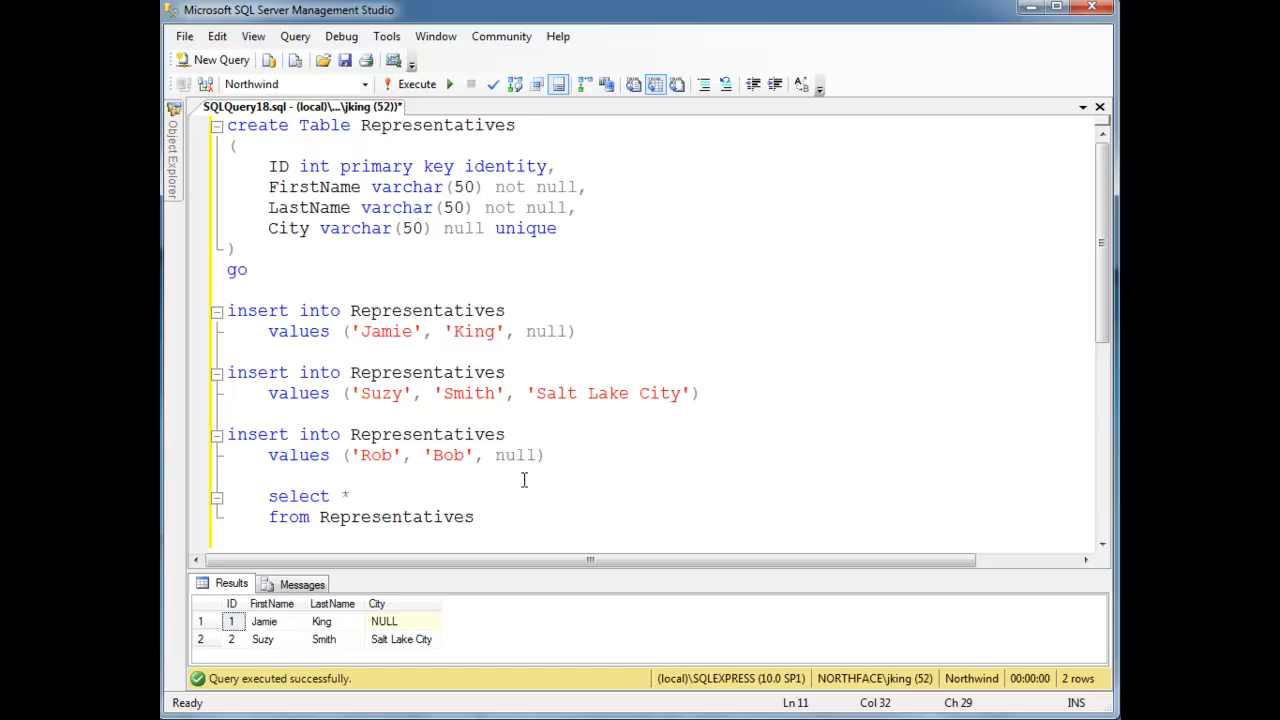 Microsoft SQL Server Management Studio
File Edit View Query Debug Tools Window Community Help
New Query
Northwind Execute
SQLQuery18.sql - (local)\...\jking (52))*
Object Explorer
create Table Representatives
(
ID int primary key identity,
FirstName varchar(50) not null,
LastName varchar(50) not null,
City varchar(50) null unique
)
go
insert into Representatives
values ('Jamie', 'King', null)
insert into Representatives
values ('Suzy', 'Smith', 'Salt Lake City')
insert into Representatives
values ('Rob', 'Bob', null)
select *
from Representatives
Results Messages
ID FirstName LastName City
1 1 Jamie King NULL
2 2 Suzy Smith Salt Lake City
Query executed successfully. (local)\SQLEXPRESS (10.0 SP1) NORTHFACE\jking (52) Northwind 00:00:00 2 rows
Ready Ln 11 Col 32 Ch 29 INS